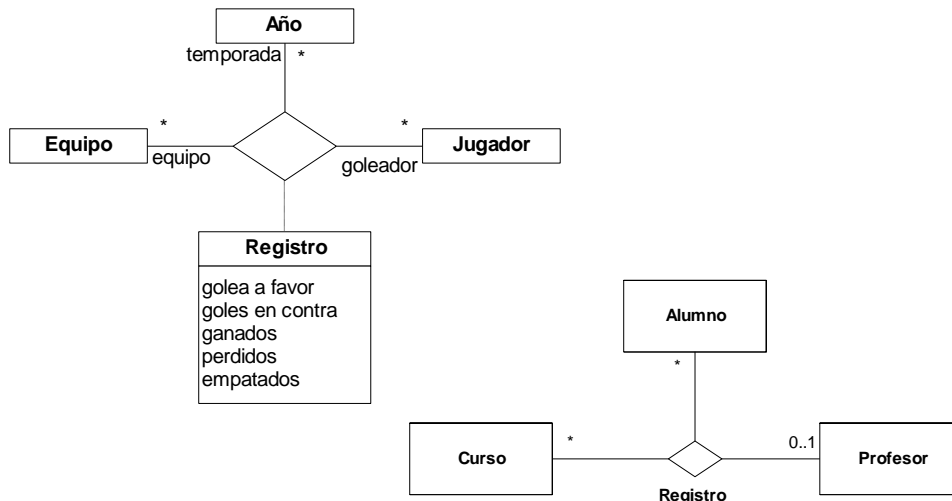 Año
temporada *
* *
Equipo
Jugador
equipo
goleador
Registro
golea a favor
goles en contra
ganados
perdidos
empatados
Alumno
*
* 0..1
Curso
Profesor
Registro